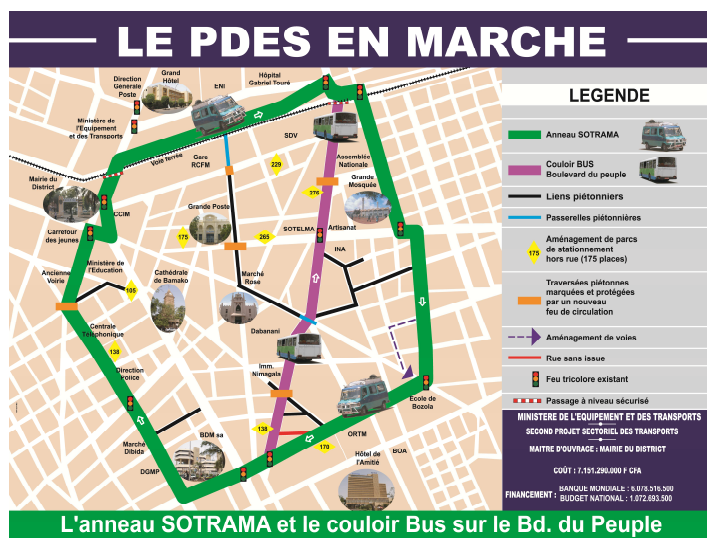 LE PDES EN MARCHE
Direction
Générale
Poste
Grand
Hôtel
ENI
Hôpital
Gabriel Touré
Ministère de
l'Equipement
et des Transports
SDV
Voie ferrée
Gare
RCFM
229
Assemblée
Nationale
Mairie du
District
276
Grande
Mosquée
CCIM
Grande Poste
Carrefour
des jeunes
175
265
SOTELMA
Artisanat
INA
Ministère de
l'Education
Ancienne
Voirie
Cathédrale
de Bamako
Marché
Rose
105
Dabanani
Centrale
Téléphonique
138
Direction
Police
Imm.
Nimagala
Ecole de
Bozola
Marché
Dibida
BDM sa
138
ORTM
170
BOA
DGMP
Hôtel de
l'Amitié
LEGENDE
Anneau SOTRAMA
Couloir BUS
Boulevard du peuple
Liens piétonniers
Passerelles piétonnières
175
Aménagement de parcs
de stationnement
hors rue (175 places)
Traversées piétonnes
marquées et protégées
par un nouveau
feu de circulation
Aménagement de voies
Rue sans issue
Feu tricolore existant
Passage à niveau sécurisé
MINISTERE DE L'EQUIPEMENT ET DES TRANSPORTS
SECOND PROJET SECTORIEL DES TRANSPORTS
MAITRE D'OUVRAGE : MAIRIE DU DISTRICT
COÛT : 7.151.290.000 F CFA
FINANCEMENT : BANQUE MONDIALE : 6.078.516.500
BUDGET NATIONAL : 1.072.693.500
L'anneau SOTRAMA et le couloir Bus sur le Bd. du Peuple